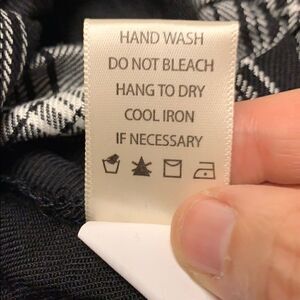 HAND WASH
DO NOT BLEACH
HANG TO DRY
COOL IRON
IF NECESSARY